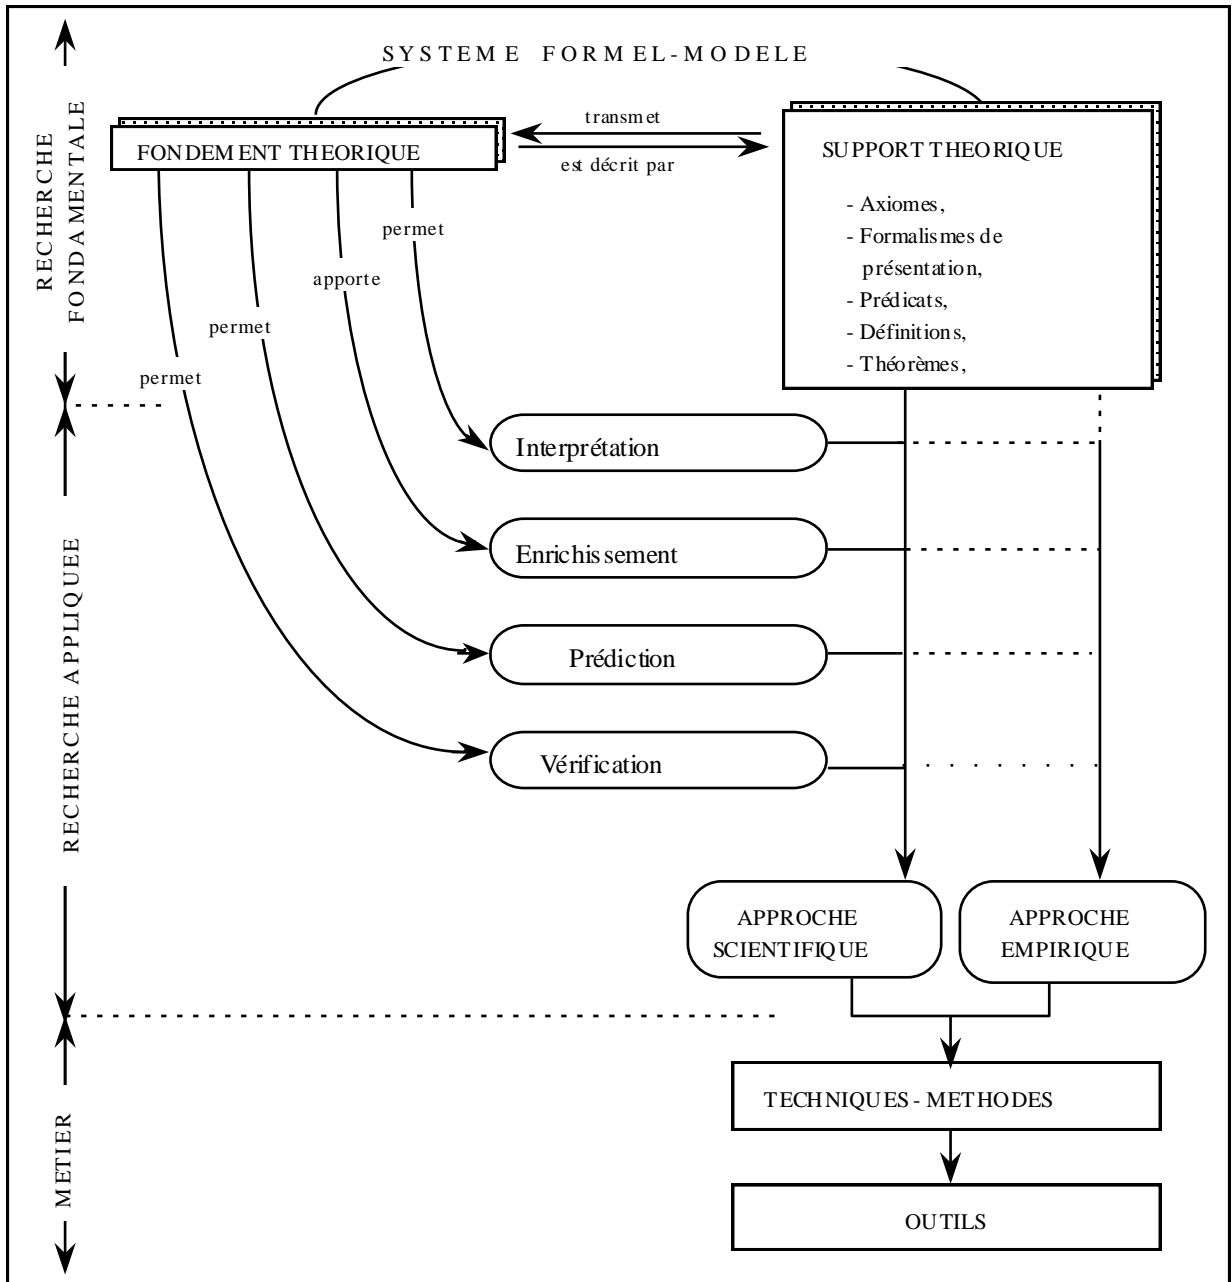 SYSTEME FORMEL-MODELE
RECHERCHE
FONDAMENTALE
FONDEMENT THEORIQUE
transmet
est décrit par
SUPPORT THEORIQUE
- Axiomes,
- Formalismes de
présentation,
- Prédicats,
- Définitions,
- Théorèmes,
permet
apporte
permet
permet
RECHERCHE APPLIQUEE
Interprétation
Enrichissement
Prédiction
Vérification
APPROCHE
SCIENTIFIQUE
APPROCHE
EMPIRIQUE
METIER
TECHNIQUES - METHODES
OUTILS